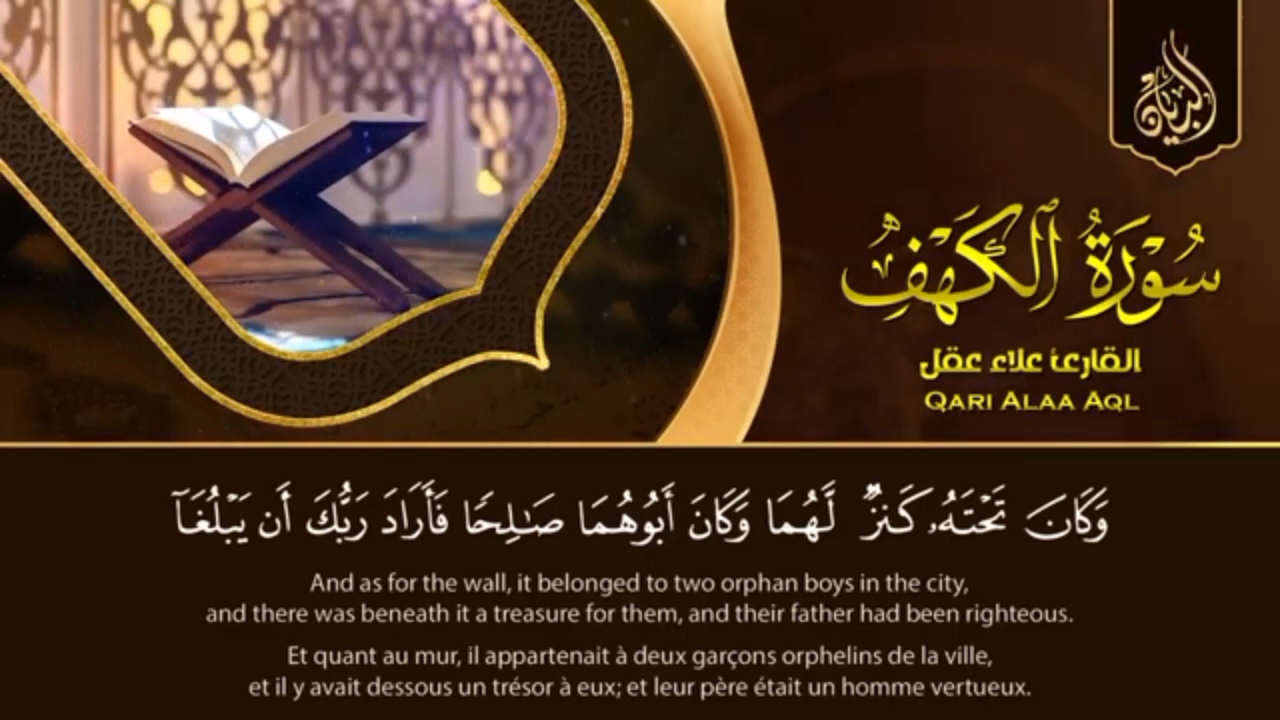 البيان
سُوْرَةُ ٱلْكَهْفِ
القارئ علاء عقل
QARI ALAA AQL
وَكَانَ تَحْتَهُۥ كَنزٌ لَّهُمَا وَكَانَ أَبُوهُمَا صَـٰلِحًا فَأَرَادَ رَبُّكَ أَن يَبْلُغَآ
And as for the wall, it belonged to two orphan boys in the city,
and there was beneath it a treasure for them, and their father had been righteous.
Et quant au mur, il appartenait à deux garçons orphelins de la ville,
et il y avait dessous un trésor à eux; et leur père était un homme vertueux.